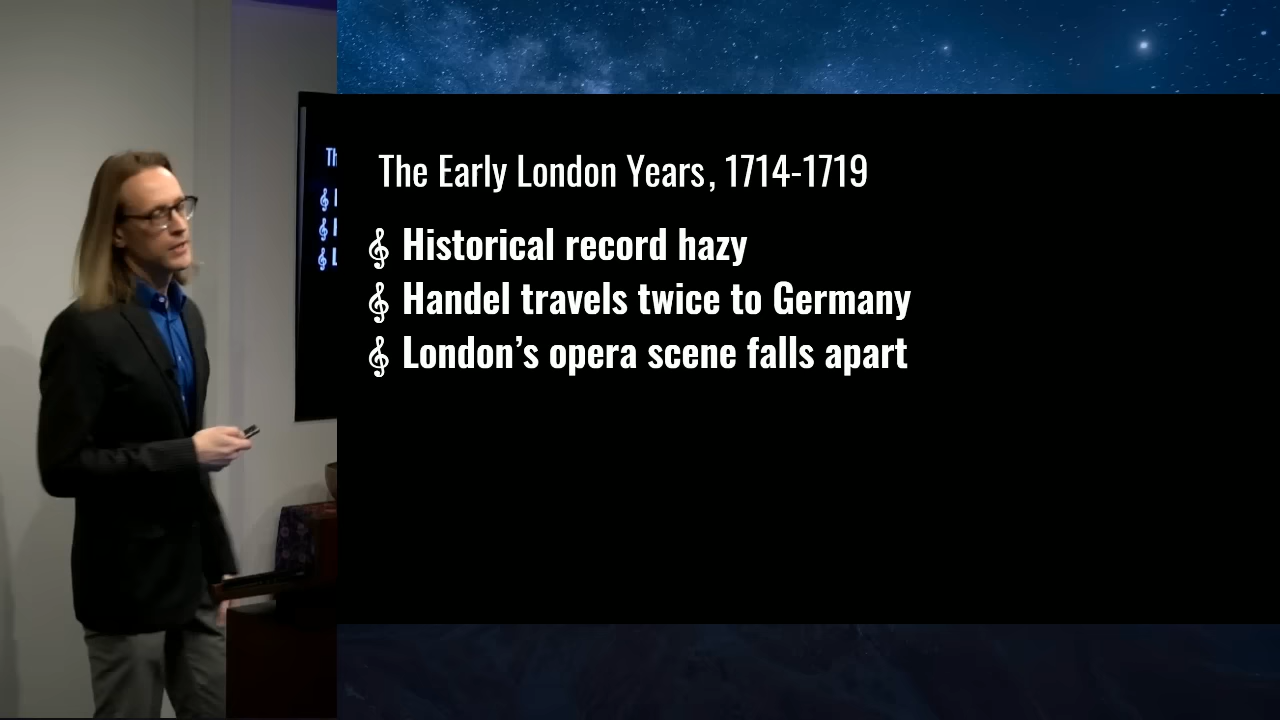 The Early London Years, 1714-1719
𝄞 Historical record hazy
𝄞 Handel travels twice to Germany
𝄞 London’s opera scene falls apart
Th